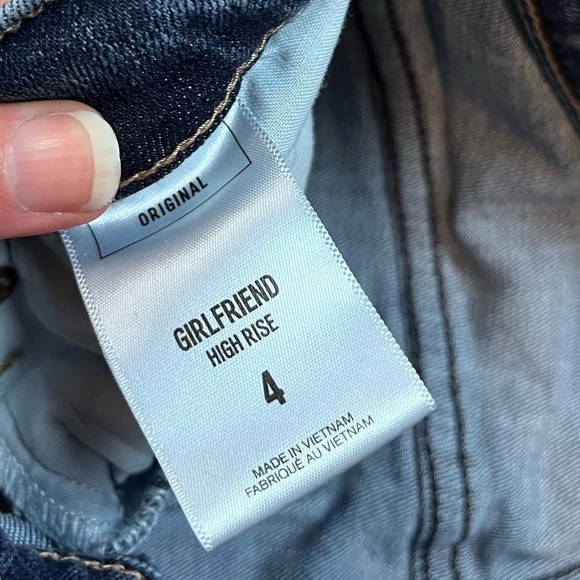 ORIGINAL
GIRLFRIEND
HIGH RISE
4
MADE IN VIETNAM
FABRIQUÉ AU VIETNAM